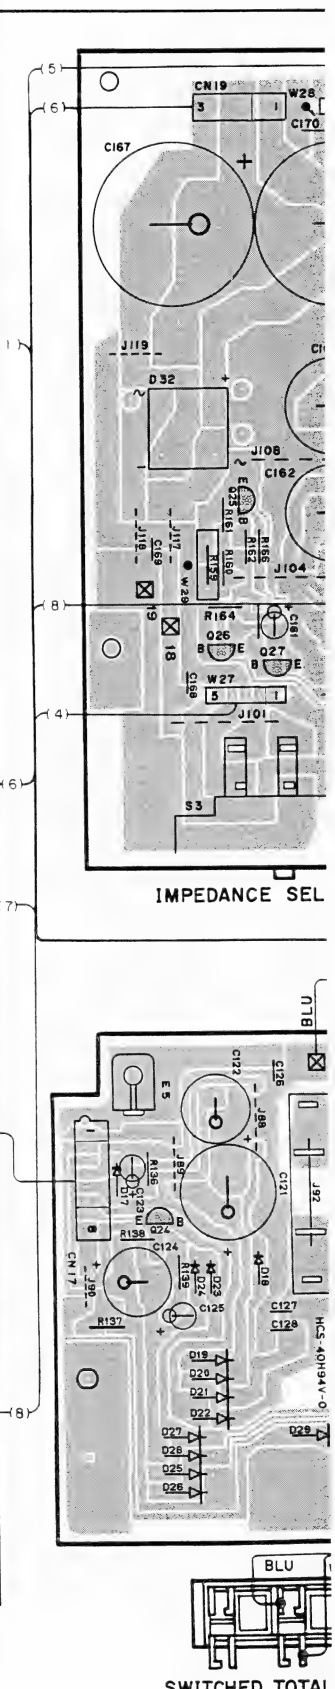 (5)
CN19
W28
(6)
3
1
C170
C167
+
J119
D32
+
~
~
J108
C162
E
Q25
B
J118
J117
C169
R161
R159
R160
R162
R166
J104
W29
19
(8)
R164
+
C161
18
Q26
B
E
Q27
B
E
C168
W27
5
1
(4)
J101
(6)
S3
IMPEDANCE SEL
(7)
BLU
E5
C122
C126
J88
1
J89
+
R136
C121
J92
D17
C123
+
E
Q24
B
8
R138
C124
CN17
J90
+
R139
D24
D23
+
D18
C125
C127
R137
+
C128
HCS-40H94V-0
D19
D20
D21
D22
D27
D28
D25
D26
D29
(8)
BLU
SWITCHED TOTAL